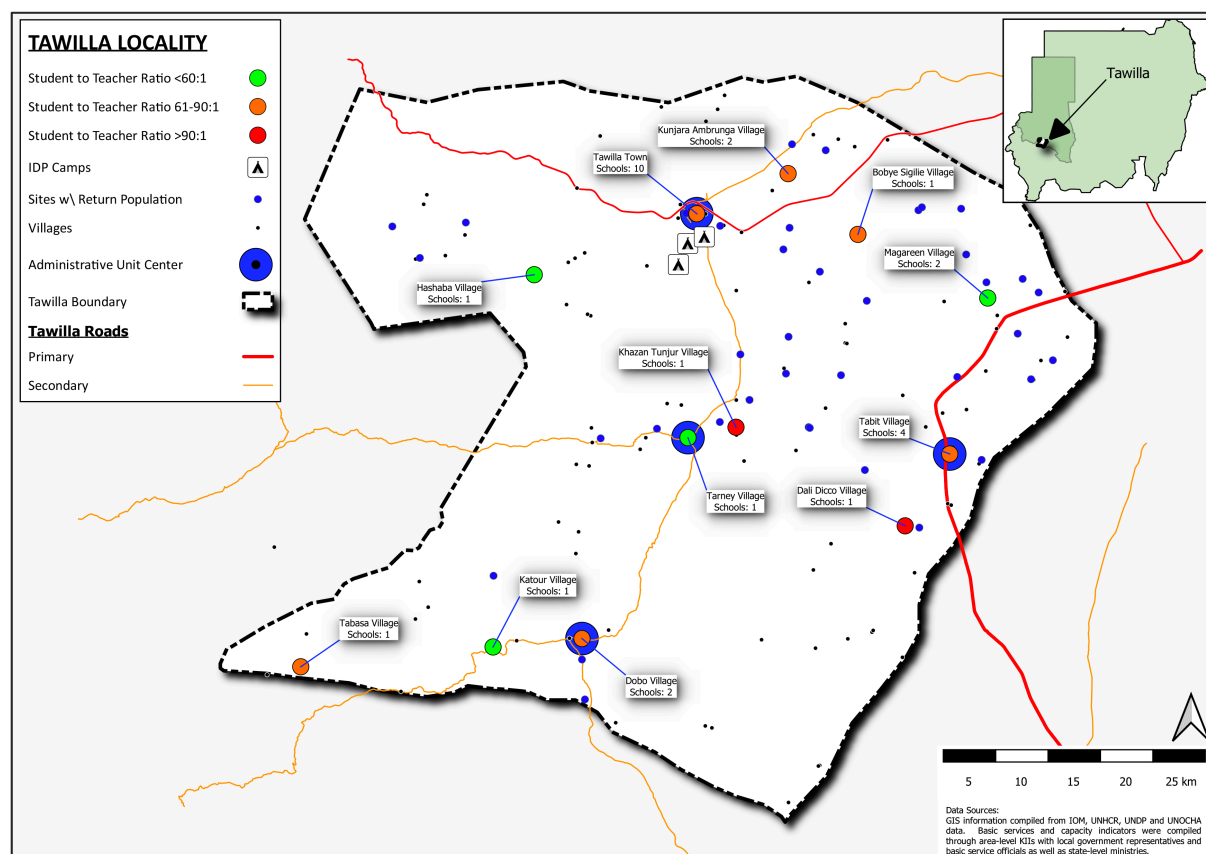 TAWILLA LOCALITY
Student to Teacher Ratio <60:1
Student to Teacher Ratio 61-90:1
Student to Teacher Ratio >90:1
IDP Camps
Sites w\ Return Population
Villages
Administrative Unit Center
Tawilla Boundary
Tawilla Roads
Primary
Secondary
Tawilla
Kunjara Ambrunga Village
Schools: 2
Tawilla Town
Schools: 10
Bobye Sigilie Village
Schools: 1
Magareen Village
Schools: 2
Hashaba Village
Schools: 1
Khazan Tunjur Village
Schools: 1
Tabit Village
Schools: 4
Tarney Village
Schools: 1
Dali Dicco Village
Schools: 1
Katour Village
Schools: 1
Tabasa Village
Schools: 1
Dobo Village
Schools: 2
5 10 15 20 25 km
Data Sources:
GIS information compiled from IOM, UNHCR, UNDP and UNOCHA
data. Basic services and capacity indicators were compiled
through area-level KIIs with local government representatives and
basic service officials as well as state-level ministries.